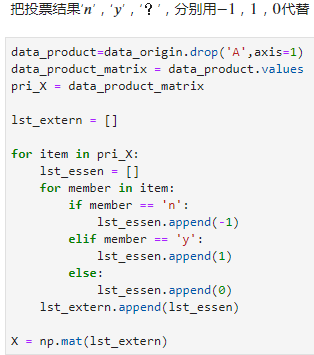 把投票结果'n'，'y'，'?'，分别用−1，1，0代替
data_product=data_origin.drop('A',axis=1)
data_product_matrix = data_product.values
pri_X = data_product_matrix
lst_extern = []
for item in pri_X:
    lst_essen = []
    for member in item:
        if member == 'n':
            lst_essen.append(-1)
        elif member == 'y':
            lst_essen.append(1)
        else:
            lst_essen.append(0)
    lst_extern.append(lst_essen)
X = np.mat(lst_extern)